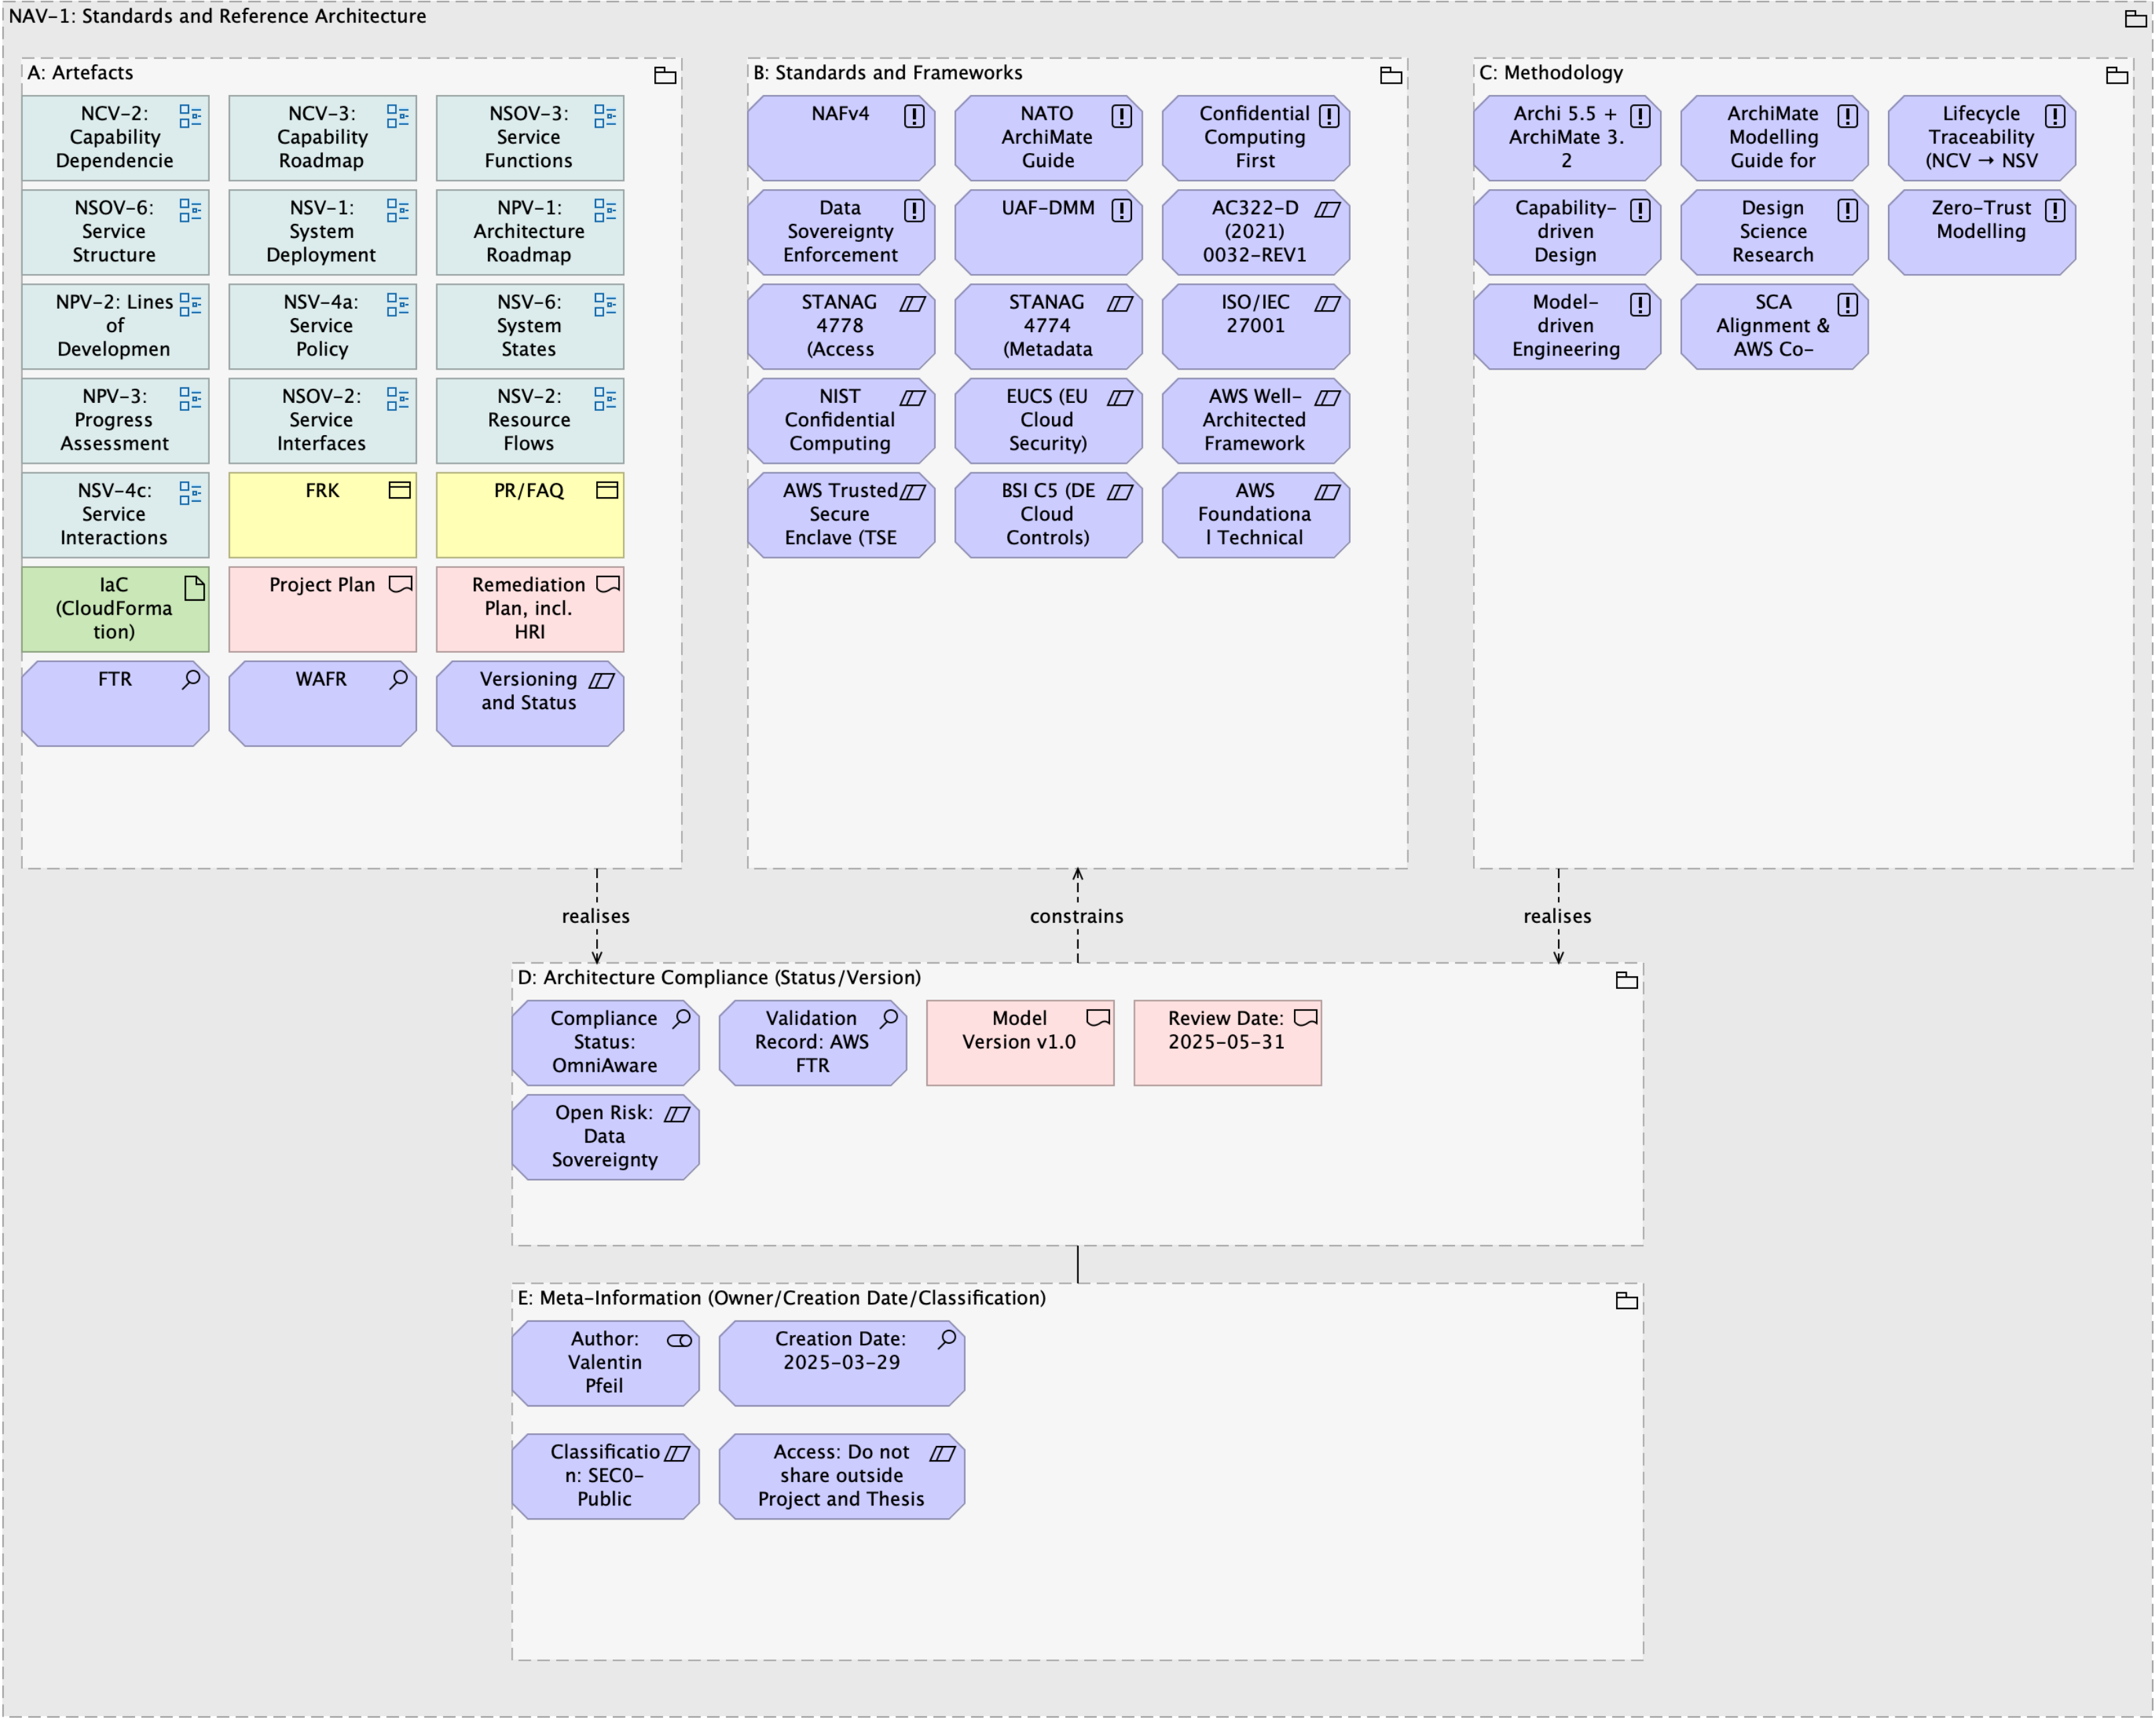 NAV-1: Standards and Reference Architecture
A: Artefacts
NCV-2:
Capability
Dependencie
NCV-3:
Capability
Roadmap
NSOV-3:
Service
Functions
NSOV-6:
Service
Structure
NSV-1:
System
Deployment
NPV-1:
Architecture
Roadmap
NPV-2: Lines
of
Developmen
NSV-4a:
Service
Policy
NSV-6:
System
States
NPV-3:
Progress
Assessment
NSOV-2:
Service
Interfaces
NSV-2:
Resource
Flows
NSV-4c:
Service
Interactions
FRK
PR/FAQ
IaC
(CloudForma
tion)
Project Plan
Remediation
Plan, incl.
HRI
FTR
WAFR
Versioning
and Status
B: Standards and Frameworks
NAFv4
NATO
ArchiMate
Guide
Confidential
Computing
First
Data
Sovereignty
Enforcement
UAF-DMM
AC322-D
(2021)
0032-REV1
STANAG
4778
(Access
STANAG
4774
(Metadata
ISO/IEC
27001
NIST
Confidential
Computing
EUCS (EU
Cloud
Security)
AWS Well-
Architected
Framework
AWS Trusted
Secure
Enclave (TSE
BSI C5 (DE
Cloud
Controls)
AWS
Foundationa
l Technical
C: Methodology
Archi 5.5 +
ArchiMate 3.
2
ArchiMate
Modelling
Guide for
Lifecycle
Traceability
(NCV → NSV
Capability-
driven
Design
Design
Science
Research
Zero-Trust
Modelling
Model-
driven
Engineering
SCA
Alignment &
AWS Co-
realises
constrains
realises
D: Architecture Compliance (Status/Version)
Compliance
Status:
OmniAware
Validation
Record: AWS
FTR
Model
Version v1.0
Review Date:
2025-05-31
Open Risk:
Data
Sovereignty
E: Meta-Information (Owner/Creation Date/Classification)
Author:
Valentin
Pfeil
Creation Date:
2025-03-29
Classificatio
n: SEC0-
Public
Access: Do not
share outside
Project and Thesis